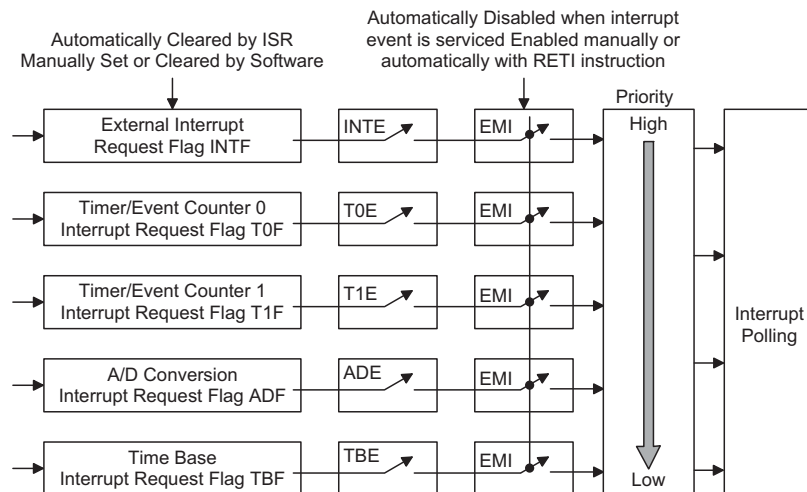 Automatically Cleared by ISR
Manually Set or Cleared by Software
Automatically Disabled when interrupt
event is serviced Enabled manually or
automatically with RETI instruction
Priority
External Interrupt
Request Flag INTF
INTE
EMI
High
Timer/Event Counter 0
Interrupt Request Flag T0F
T0E
EMI
Timer/Event Counter 1
Interrupt Request Flag T1F
T1E
EMI
Interrupt
Polling
A/D Conversion
Interrupt Request Flag ADF
ADE
EMI
Time Base
Interrupt Request Flag TBF
TBE
EMI
Low